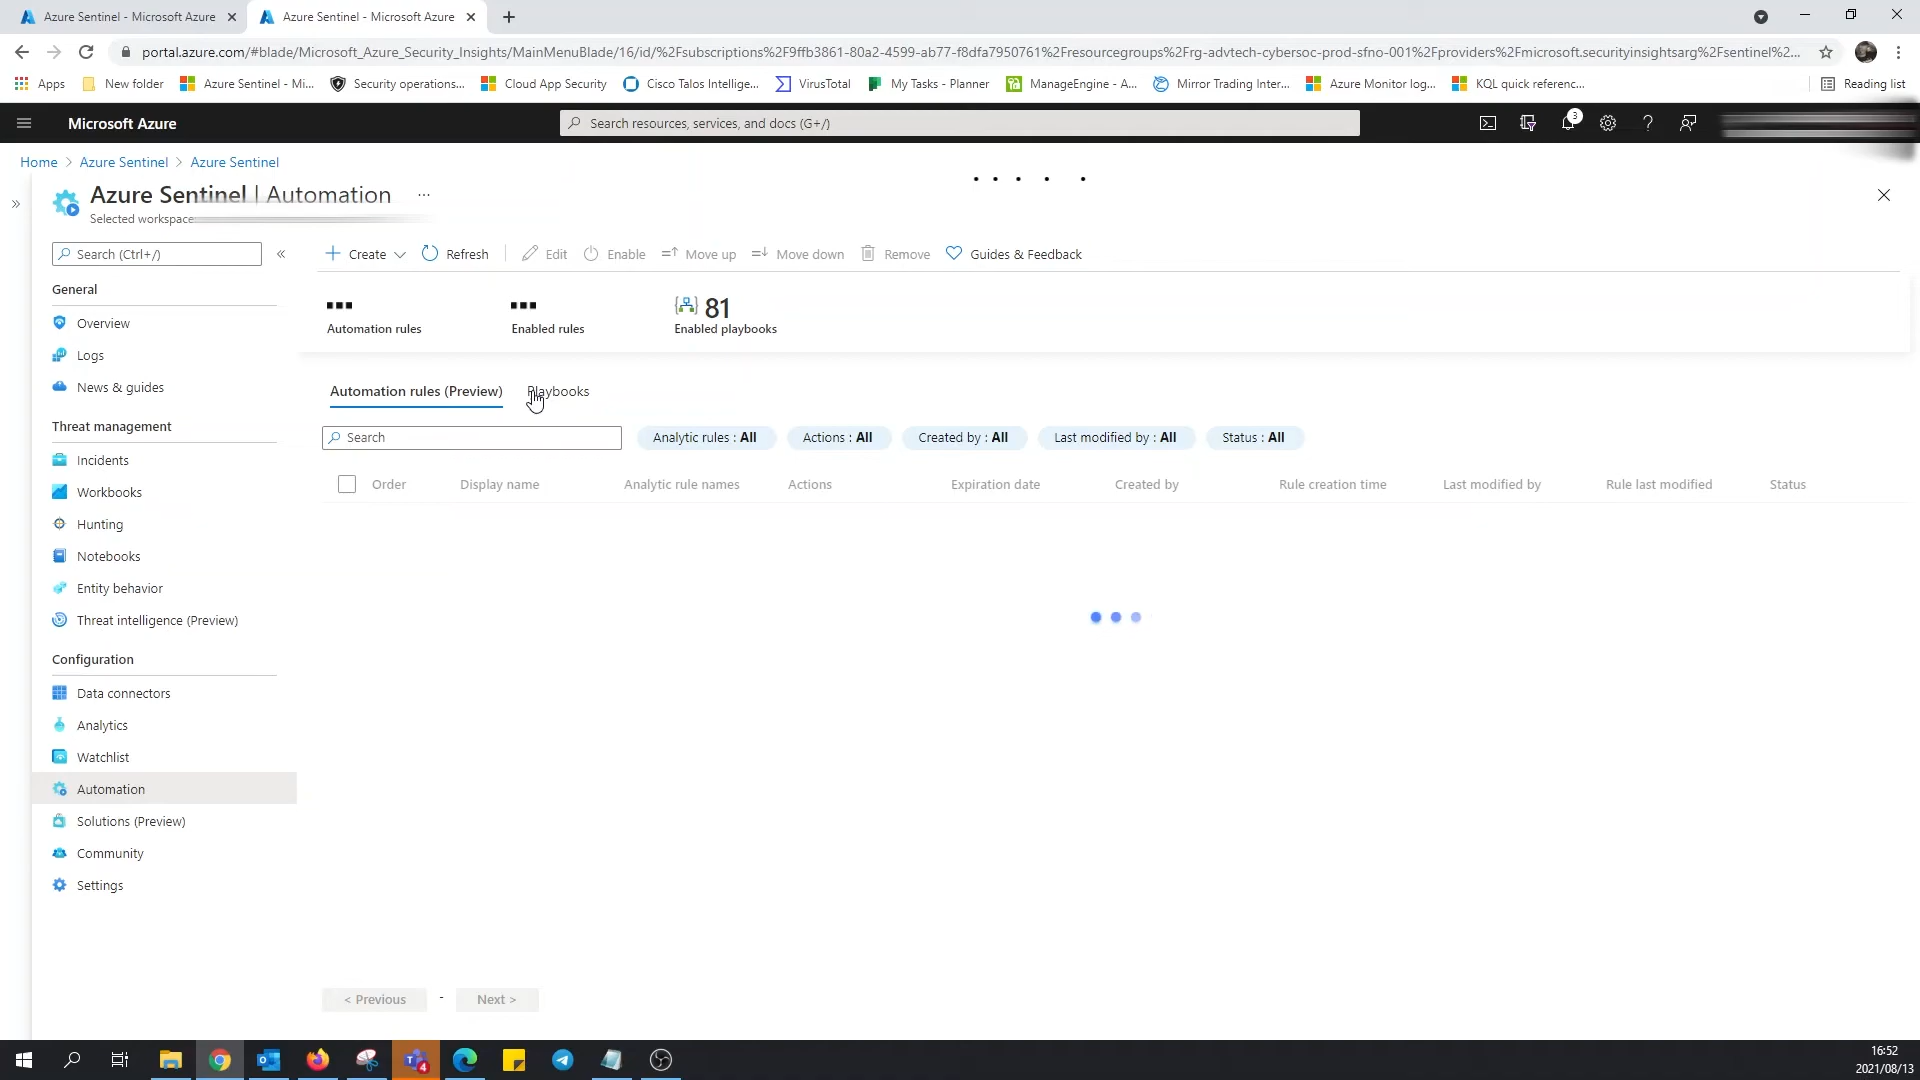 Azure Sentinel - Microsoft Azure
Azure Sentinel - Microsoft Azure
portal.azure.com/#blade/Microsoft_Azure_Security_Insights/MainMenuBlade/16/id/%2Fsubscriptions%2F9ffb3861-80a2-4599-ab77-f8dfa7950761%2Fresourcegroups%2Frg-advtech-cybersoc-prod-sfno-001%2Fproviders%2Fmicrosoft.securityinsightsarg%2Fsentinel%2...
Apps New folder Azure Sentinel - Mi... Security operations... Cloud App Security Cisco Talos Intellige... VirusTotal My Tasks - Planner ManageEngine - A... Mirror Trading Inter... Azure Monitor log... KQL quick referenc... Reading list
Microsoft Azure
Search resources, services, and docs (G+/)
3
Home > Azure Sentinel > Azure Sentinel
Azure Sentinel | Automation ...
Selected workspace
Search (Ctrl+/)
General
Overview
Logs
News & guides
Threat management
Incidents
Workbooks
Hunting
Notebooks
Entity behavior
Threat intelligence (Preview)
Configuration
Data connectors
Analytics
Watchlist
Automation
Solutions (Preview)
Community
Settings
Create Refresh Edit Enable Move up Move down Remove Guides & Feedback
81
Automation rules Enabled rules Enabled playbooks
Automation rules (Preview) Playbooks
Search Analytic rules : All Actions : All Created by : All Last modified by : All Status : All
Order Display name Analytic rule names Actions Expiration date Created by Rule creation time Last modified by Rule last modified Status
< Previous - Next >
4
16:52
2021/08/13